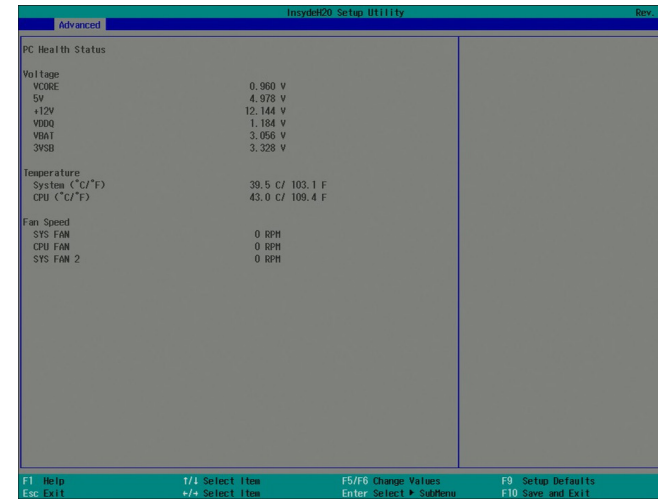 InsydeH20 Setup Utility Rev.
Advanced
PC Health Status
Voltage
VCORE 0.960 V
5V 4.978 V
+12V 12.144 V
VDDQ 1.184 V
VBAT 3.056 V
3VSB 3.328 V
Temperature
System (°C/°F) 39.5 C/ 103.1 F
CPU (°C/°F) 43.0 C/ 109.4 F
Fan Speed
SYS FAN 0 RPM
CPU FAN 0 RPM
SYS FAN 2 0 RPM
F1 Help ↑/↓ Select Item F5/F6 Change Values F9 Setup Defaults
Esc Exit ←/→ Select Item Enter Select ▶ SubMenu F10 Save and Exit